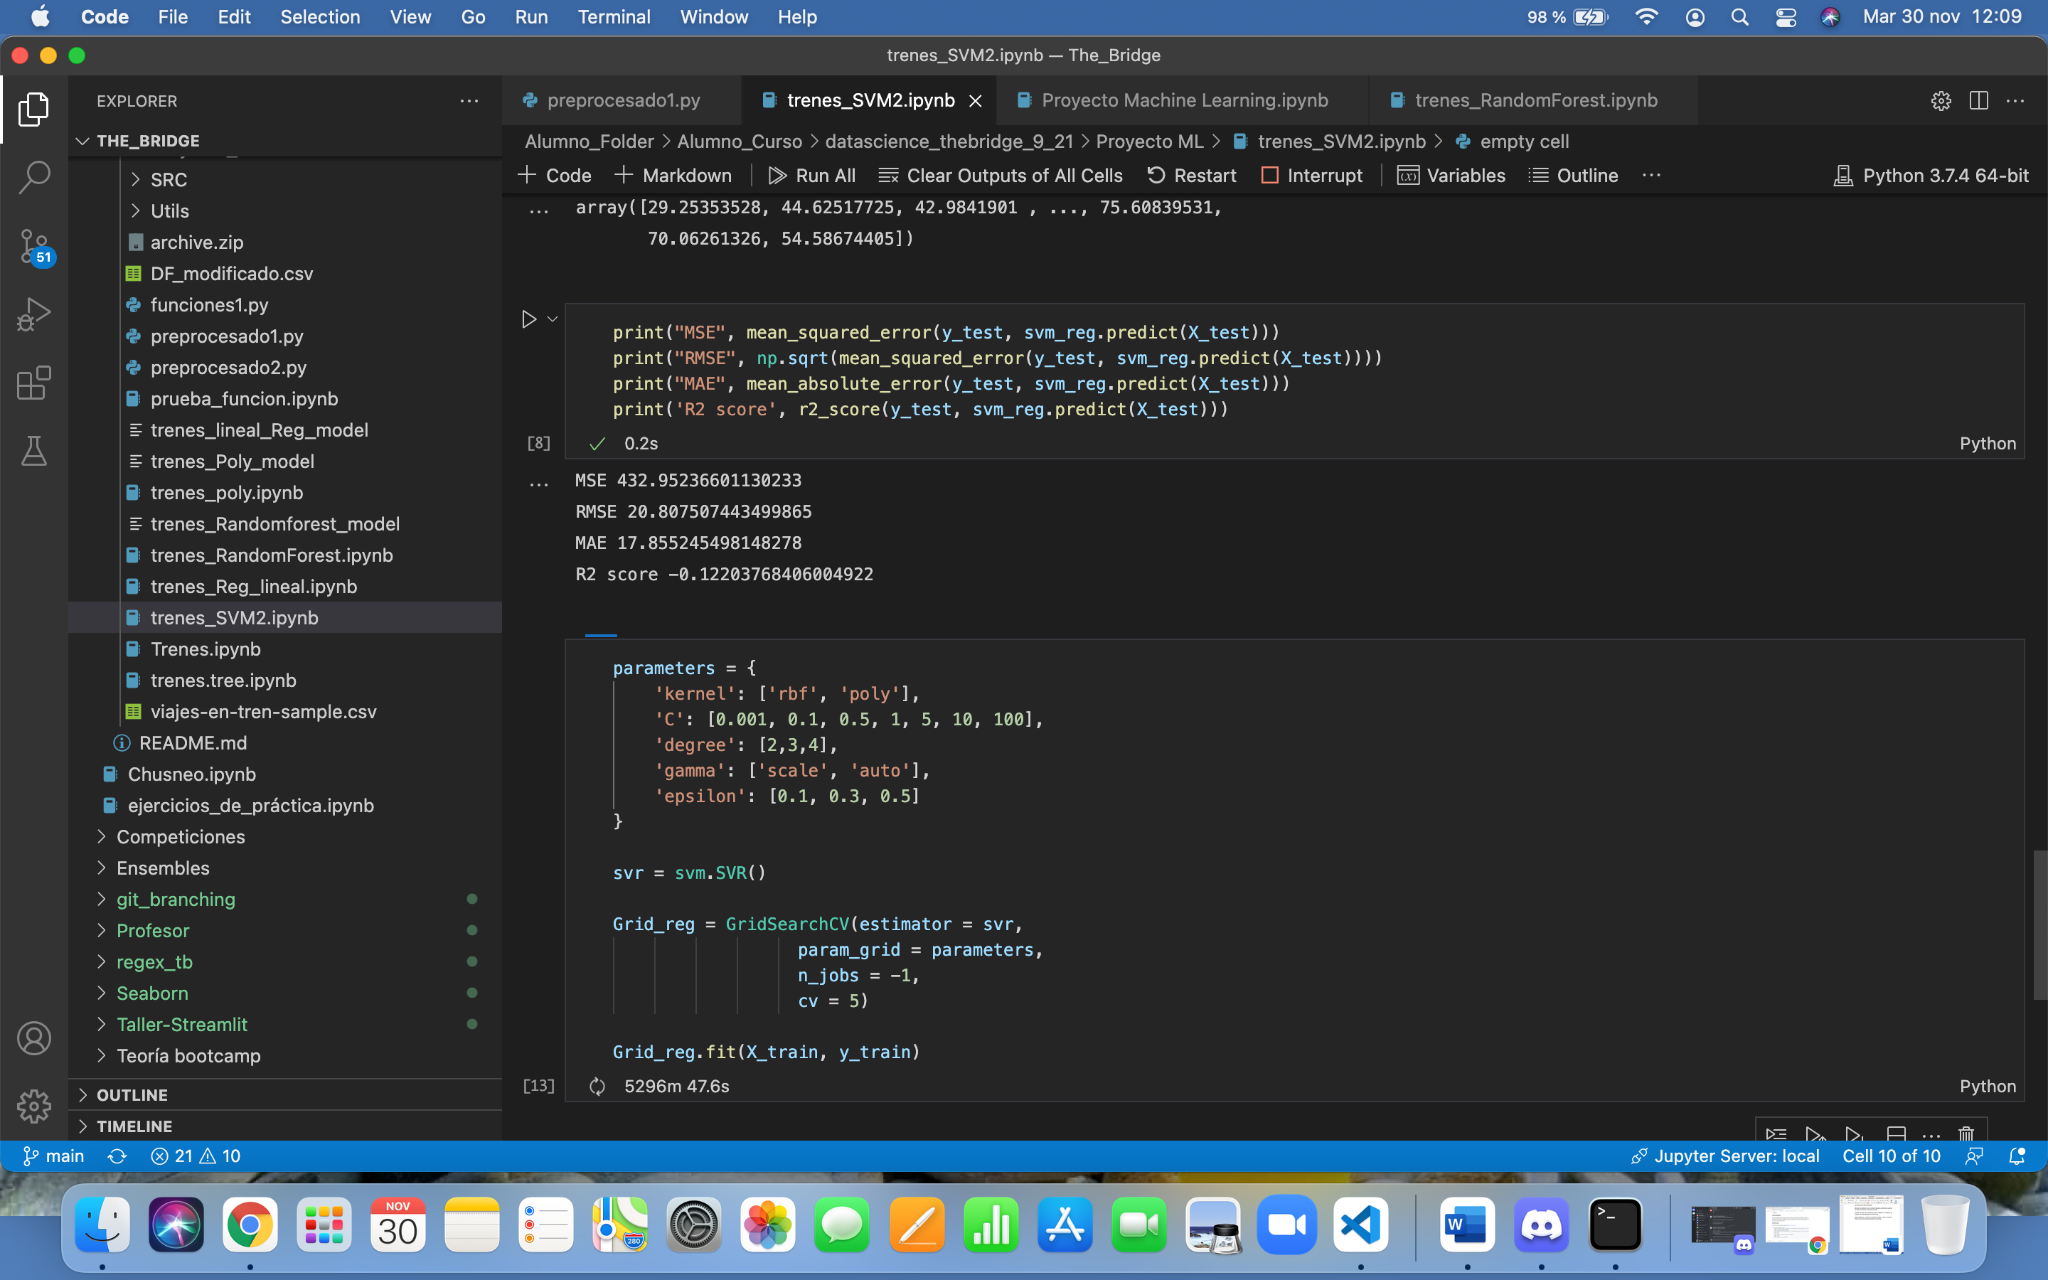 Code File Edit Selection View Go Run Terminal Window Help 98 % Mar 30 nov 12:09
trenes_SVM2.ipynb — The_Bridge
EXPLORER
THE_BRIDGE
SRC
Utils
archive.zip
DF_modificado.csv
funciones1.py
preprocesado1.py
preprocesado2.py
prueba_funcion.ipynb
trenes_lineal_Reg_model
trenes_Poly_model
trenes_poly.ipynb
trenes_Randomforest_model
trenes_RandomForest.ipynb
trenes_Reg_lineal.ipynb
trenes_SVM2.ipynb
Trenes.ipynb
trenes.tree.ipynb
viajes-en-tren-sample.csv
README.md
Chusneo.ipynb
ejercicios_de_práctica.ipynb
Competiciones
Ensembles
git_branching
Profesor
regex_tb
Seaborn
Taller-Streamlit
Teoría bootcamp
OUTLINE
TIMELINE
51
preprocesado1.py trenes_SVM2.ipynb Proyecto Machine Learning.ipynb trenes_RandomForest.ipynb
Alumno_Folder > Alumno_Curso > datascience_thebridge_9_21 > Proyecto ML > trenes_SVM2.ipynb > empty cell
+ Code + Markdown Run All Clear Outputs of All Cells Restart Interrupt Variables Outline ... Python 3.7.4 64-bit
... array([29.25353528, 44.62517725, 42.9841901 , ..., 75.60839531,
70.06261326, 54.58674405])
print("MSE", mean_squared_error(y_test, svm_reg.predict(X_test)))
print("RMSE", np.sqrt(mean_squared_error(y_test, svm_reg.predict(X_test))))
print("MAE", mean_absolute_error(y_test, svm_reg.predict(X_test)))
print('R2 score', r2_score(y_test, svm_reg.predict(X_test)))
[8] 0.2s Python
... MSE 432.95236601130233
RMSE 20.807507443499865
MAE 17.855245498148278
R2 score -0.12203768406004922
parameters = {
'kernel': ['rbf', 'poly'],
'C': [0.001, 0.1, 0.5, 1, 5, 10, 100],
'degree': [2,3,4],
'gamma': ['scale', 'auto'],
'epsilon': [0.1, 0.3, 0.5]
}
svr = svm.SVR()
Grid_reg = GridSearchCV(estimator = svr,
param_grid = parameters,
n_jobs = -1,
cv = 5)
Grid_reg.fit(X_train, y_train)
[13] 5296m 47.6s Python
main 21 10 Jupyter Server: local Cell 10 of 10
NOV
30
280
W
>_